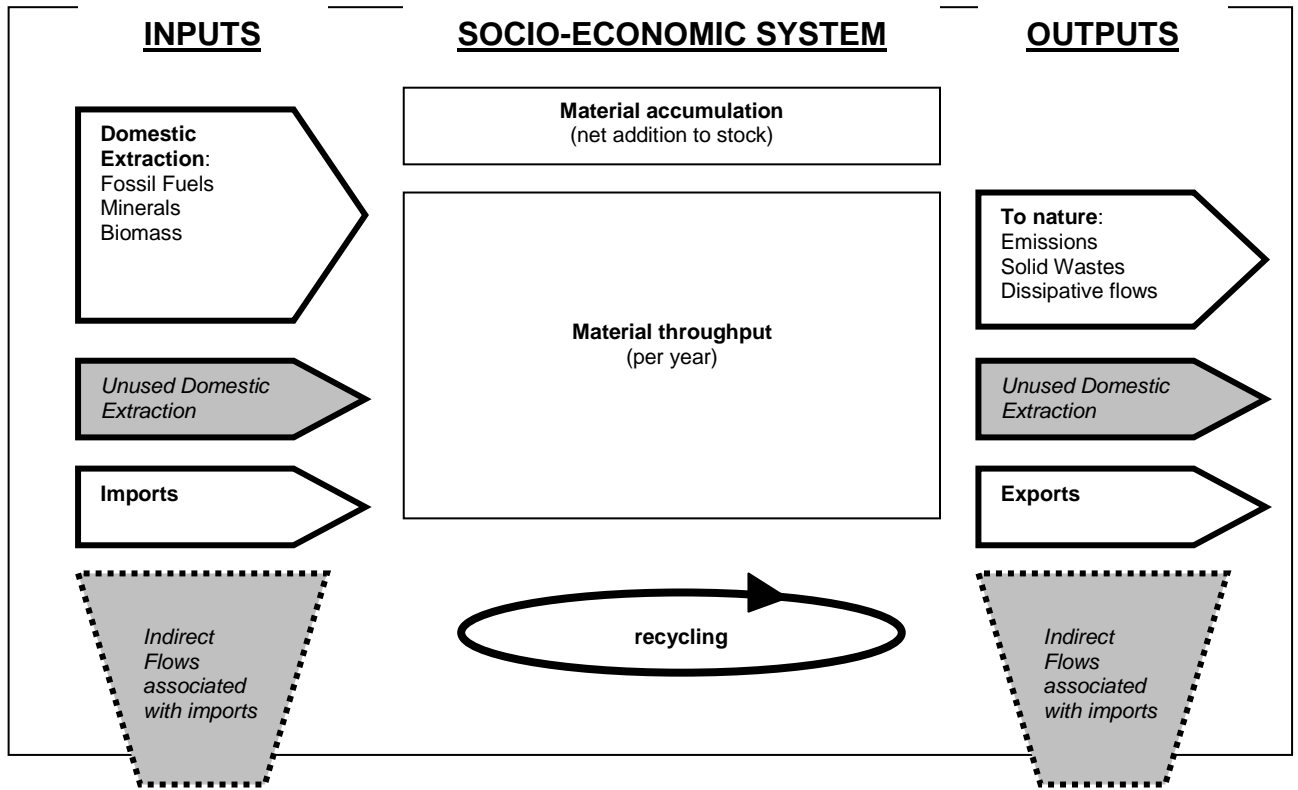 INPUTS
SOCIO-ECONOMIC SYSTEM
OUTPUTS
Domestic
Extraction:
Fossil Fuels
Minerals
Biomass
Unused Domestic
Extraction
Imports
Indirect
Flows
associated
with imports
Material accumulation
(net addition to stock)
Material throughput
(per year)
recycling
To nature:
Emissions
Solid Wastes
Dissipative flows
Unused Domestic
Extraction
Exports
Indirect
Flows
associated
with imports